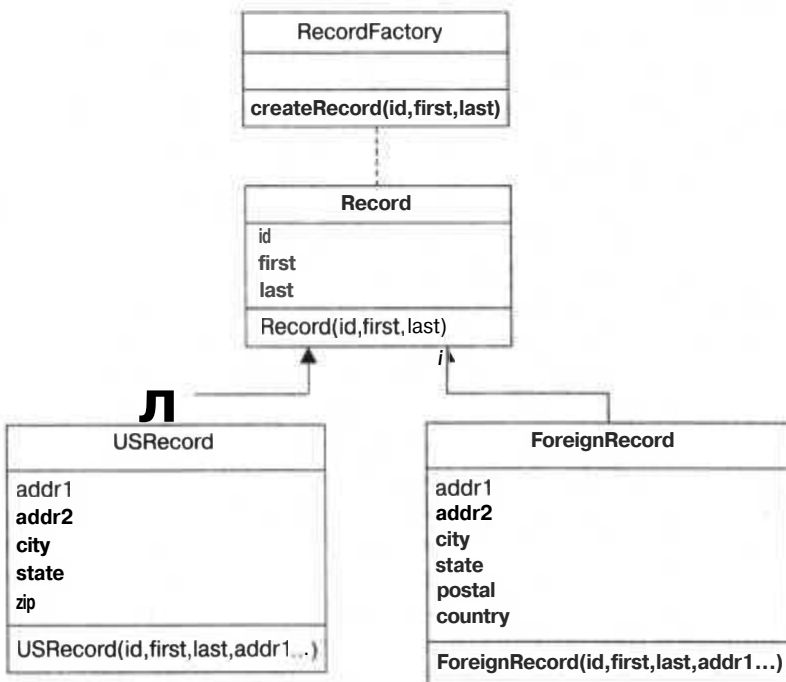 RecordFactory
createRecord(id,first,last)
Record
id
first
last
Record(id,first,last)
i
Л
USRecord
addr1
addr2
city
state
zip
USRecord(id,first,last,addr1...)
ForeignRecord
addr1
addr2
city
state
postal
country
ForeignRecord(id,first,last,addr1...)